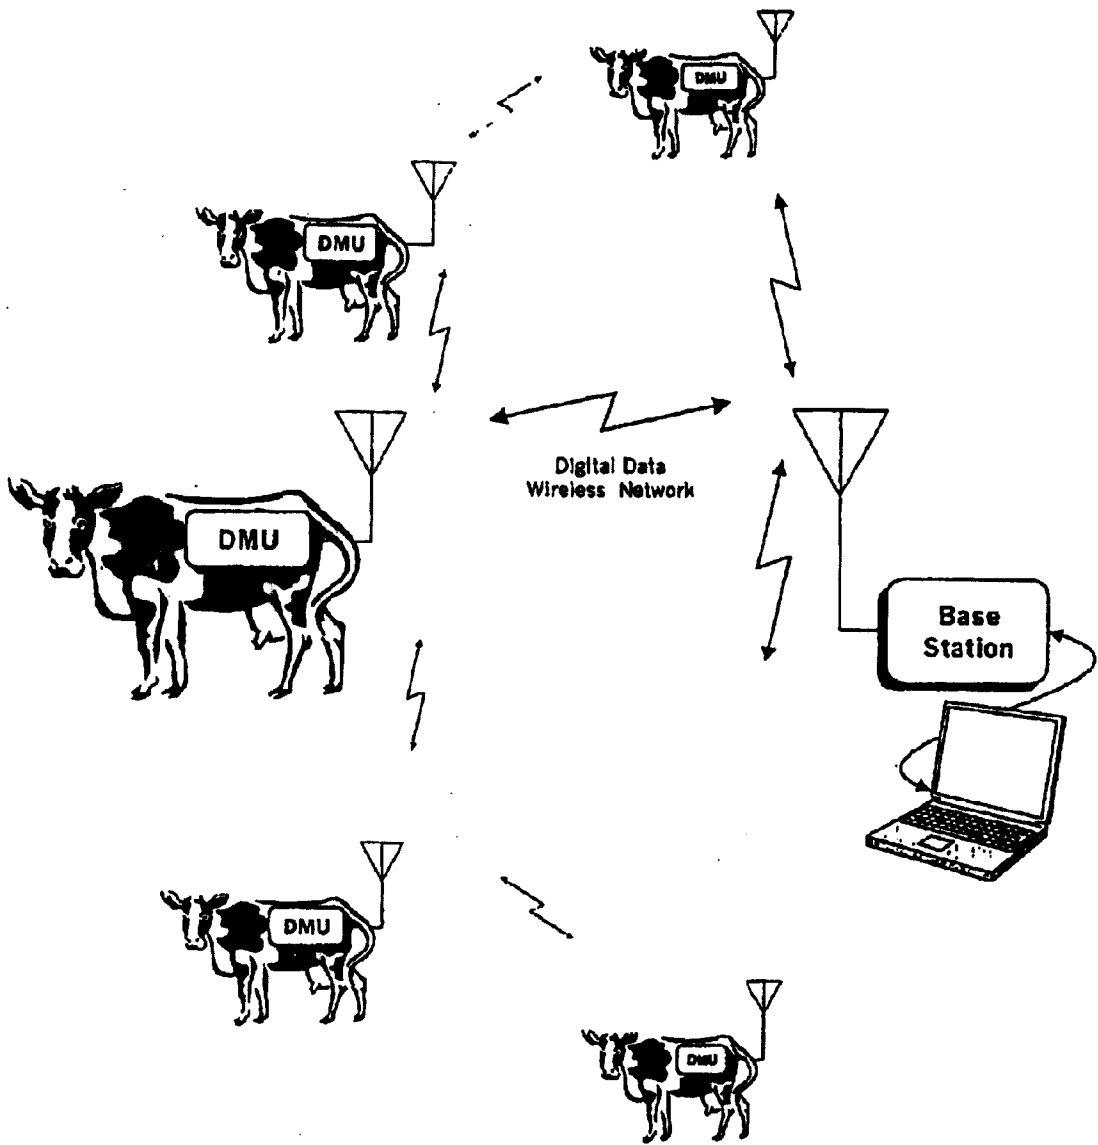 DMU
DMU
Digital Data
Wireless Network
DMU
Base
Station
DMU
DMU